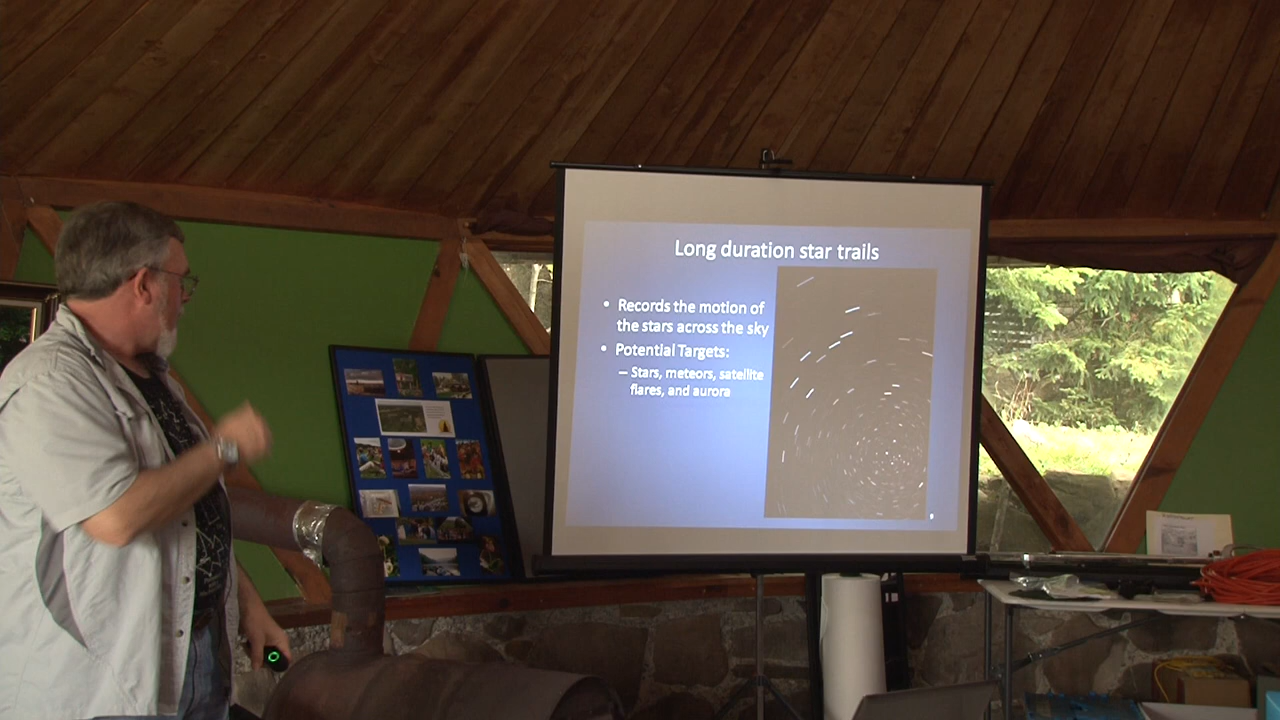 Long duration star trails
• Records the motion of
the stars across the sky
• Potential Targets:
– Stars, meteors, satellite
flares, and aurora